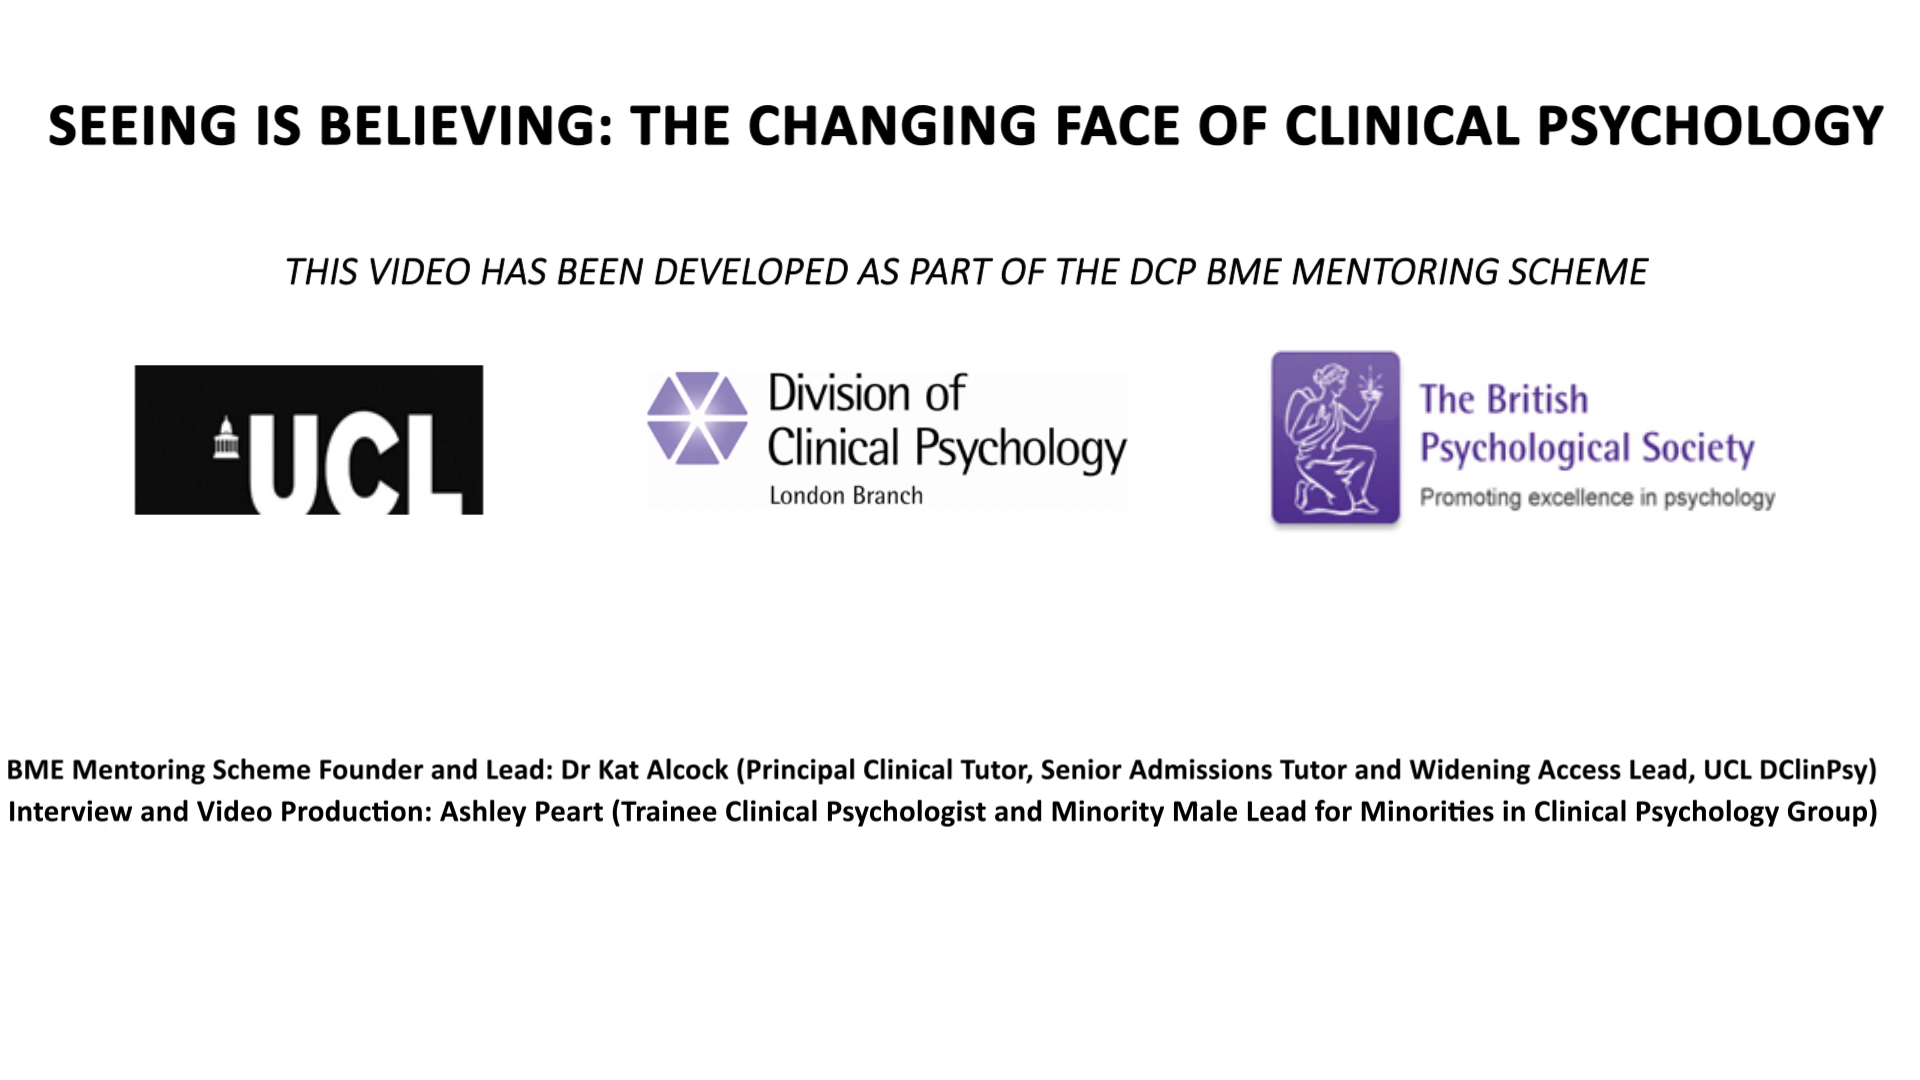 SEEING IS BELIEVING: THE CHANGING FACE OF CLINICAL PSYCHOLOGY
THIS VIDEO HAS BEEN DEVELOPED AS PART OF THE DCP BME MENTORING SCHEME
UCL
Division of
Clinical Psychology
London Branch
The British
Psychological Society
Promoting excellence in psychology
BME Mentoring Scheme Founder and Lead: Dr Kat Alcock (Principal Clinical Tutor, Senior Admissions Tutor and Widening Access Lead, UCL DClinPsy)
Interview and Video Production: Ashley Peart (Trainee Clinical Psychologist and Minority Male Lead for Minorities in Clinical Psychology Group)